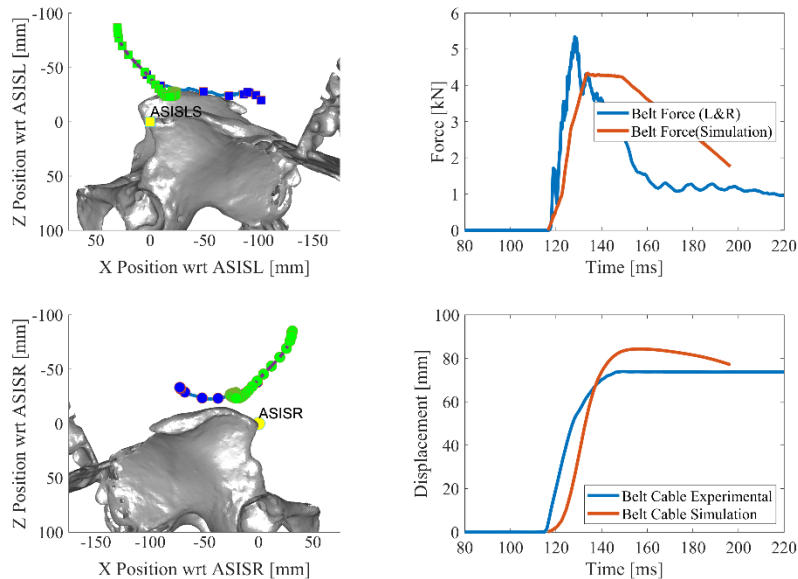 -100
-50
0
50
100
Z Position wrt ASISL [mm]
ASISLS
50 0 -50 -100 -150
X Position wrt ASISL [mm]
6
5
4
3
2
1
0
Force [kN]
Belt Force (L&R)
Belt Force(Simulation)
80 100 120 140 160 180 200 220
Time [ms]
-100
-50
0
50
100
Z Position wrt ASISR [mm]
ASISR
-150 -100 -50 0 50
X Position wrt ASISR [mm]
100
80
60
40
20
0
Displacement [mm]
Belt Cable Experimental
Belt Cable Simulation
80 100 120 140 160 180 200 220
Time [ms]